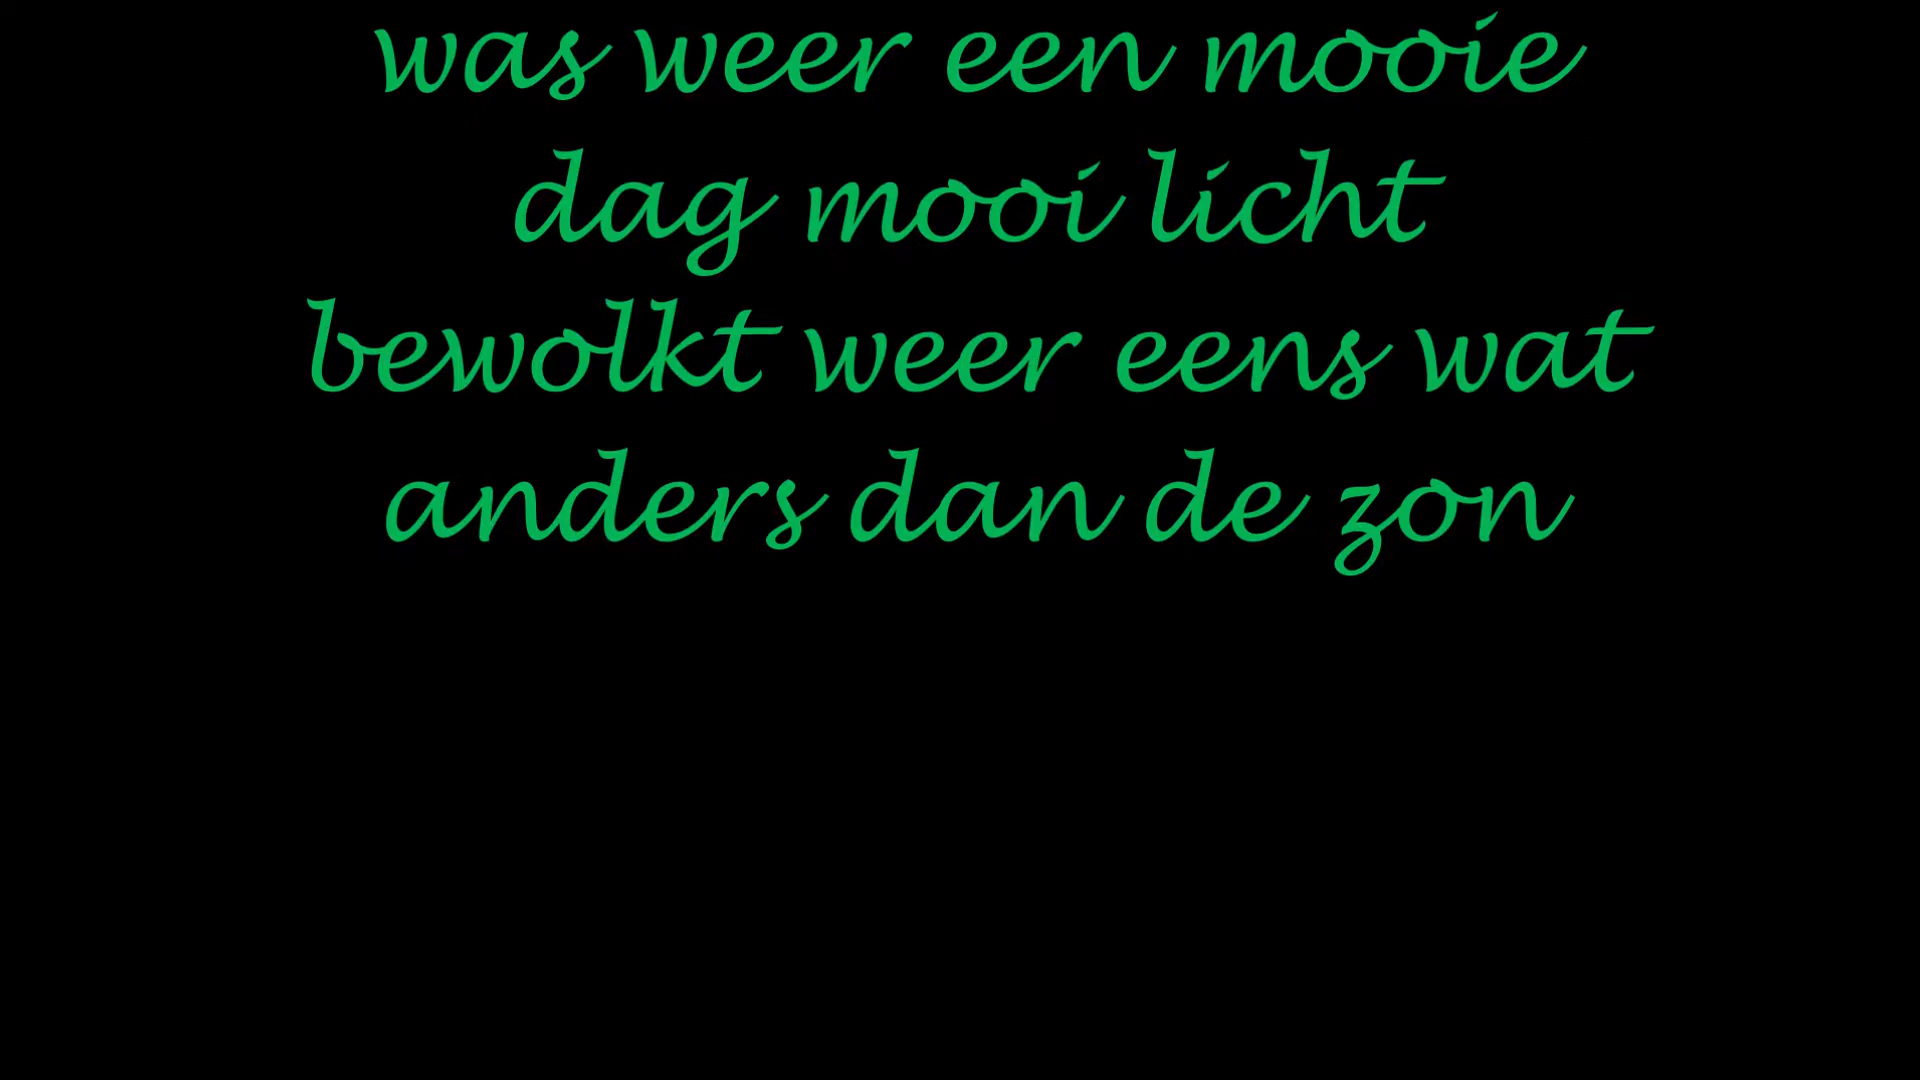 was weer een mooie
dag mooi licht
bewolkt weer eens wat
anders dan de zon